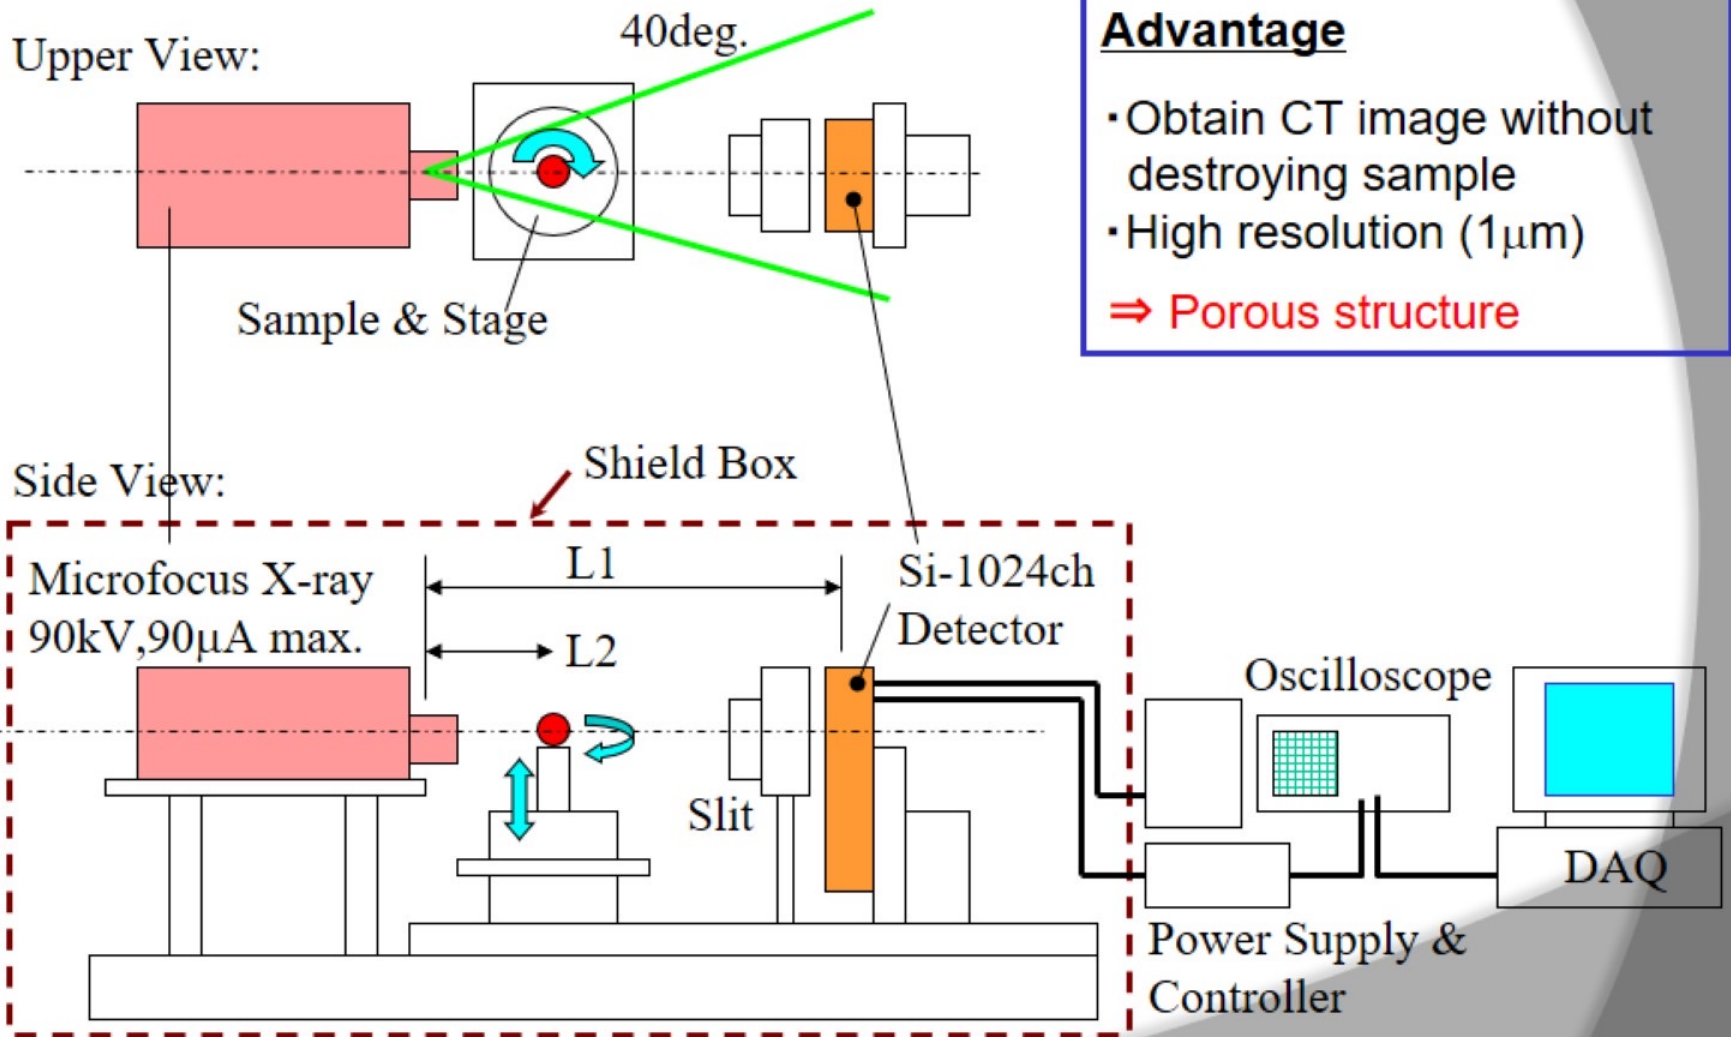 Upper View:
40deg.
Sample & Stage
Advantage
・Obtain CT image without
destroying sample
・High resolution (1μm)
⇒ Porous structure
Side View:
Shield Box
Microfocus X-ray
90kV,90μA max.
L1
L2
Si-1024ch
Detector
Slit
Oscilloscope
DAQ
Power Supply &
Controller